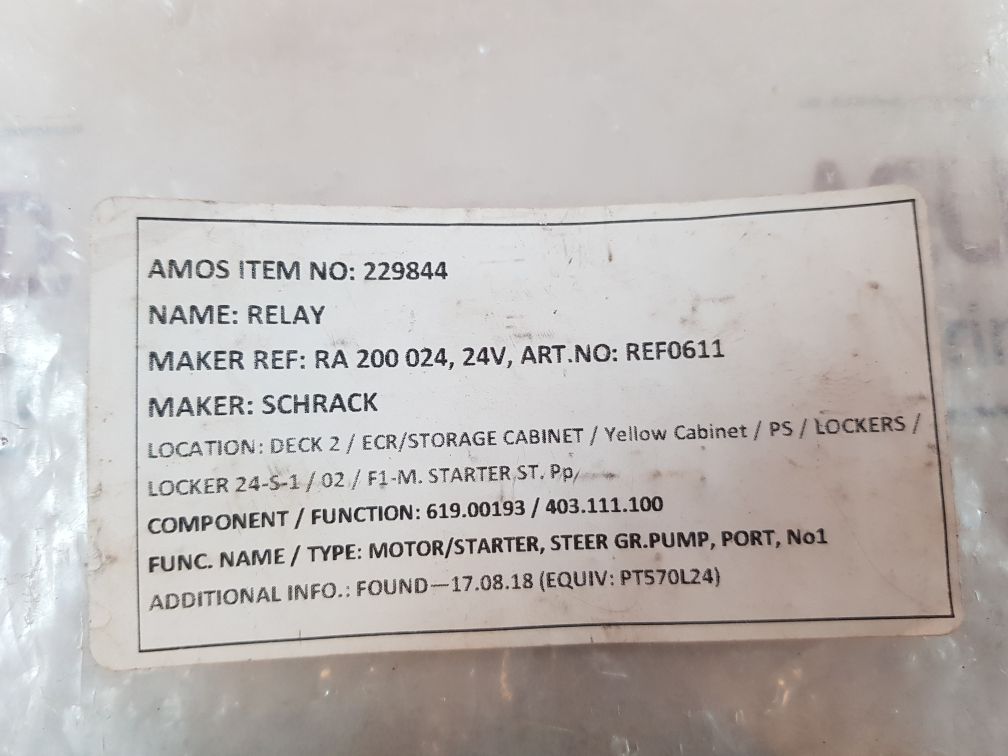 AMOS ITEM NO: 229844
NAME: RELAY
MAKER REF: RA 200 024, 24V, ART.NO: REF0611
MAKER: SCHRACK
LOCATION: DECK 2 / ECR/STORAGE CABINET / Yellow Cabinet / PS / LOCKERS /
LOCKER 24-S-1 / 02 / F1-M. STARTER ST. Pp/
COMPONENT / FUNCTION: 619.00193 / 403.111.100
FUNC. NAME / TYPE: MOTOR/STARTER, STEER GR.PUMP, PORT, No1
ADDITIONAL INFO.: FOUND—17.08.18 (EQUIV: PT570L24)